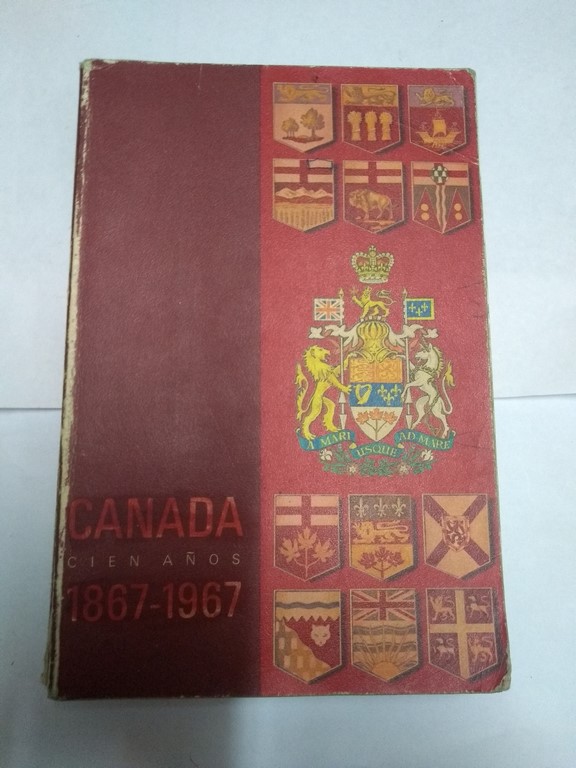 A MARI
USQUE
AD MARE
CANADA
CIEN AÑOS
1867-1967